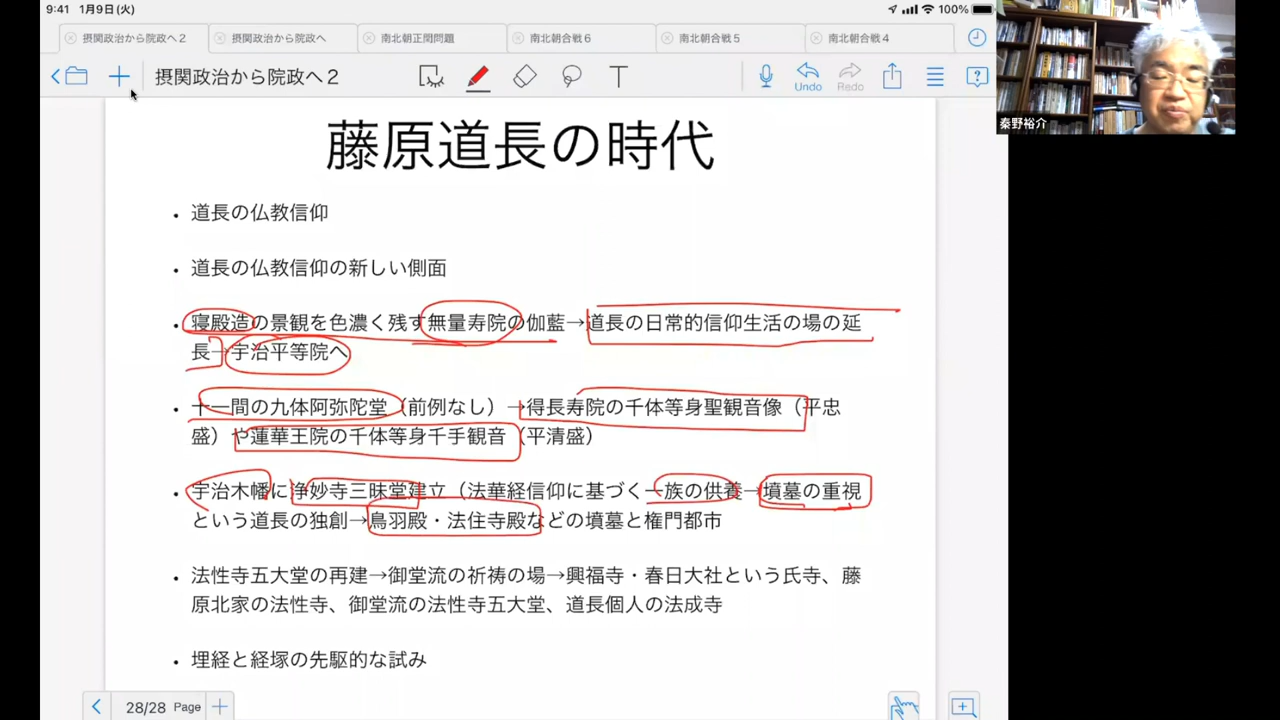 9:41 1月9日(火)
100%
摂関政治から院政へ2
摂関政治から院政へ
南北朝正閏問題
南北朝合戦6
南北朝合戦5
南北朝合戦4
摂関政治から院政へ2
T
Undo
Redo
秦野裕介
藤原道長の時代
• 道長の仏教信仰
• 道長の仏教信仰の新しい側面
• 寝殿造の景観を色濃く残す無量寿院の伽藍→道長の日常的信仰生活の場の延
長→宇治平等院へ
• 十一間の九体阿弥陀堂（前例なし）→得長寿院の千体等身聖観音像（平忠
盛）や蓮華王院の千体等身千手観音（平清盛）
• 宇治木幡に浄妙寺三昧堂建立（法華経信仰に基づく一族の供養→墳墓の重視
という道長の独創→鳥羽殿・法住寺殿などの墳墓と権門都市
• 法性寺五大堂の再建→御堂流の祈祷の場→興福寺・春日大社という氏寺、藤
原北家の法性寺、御堂流の法性寺五大堂、道長個人の法成寺
• 埋経と経塚の先駆的な試み
28/28 Page